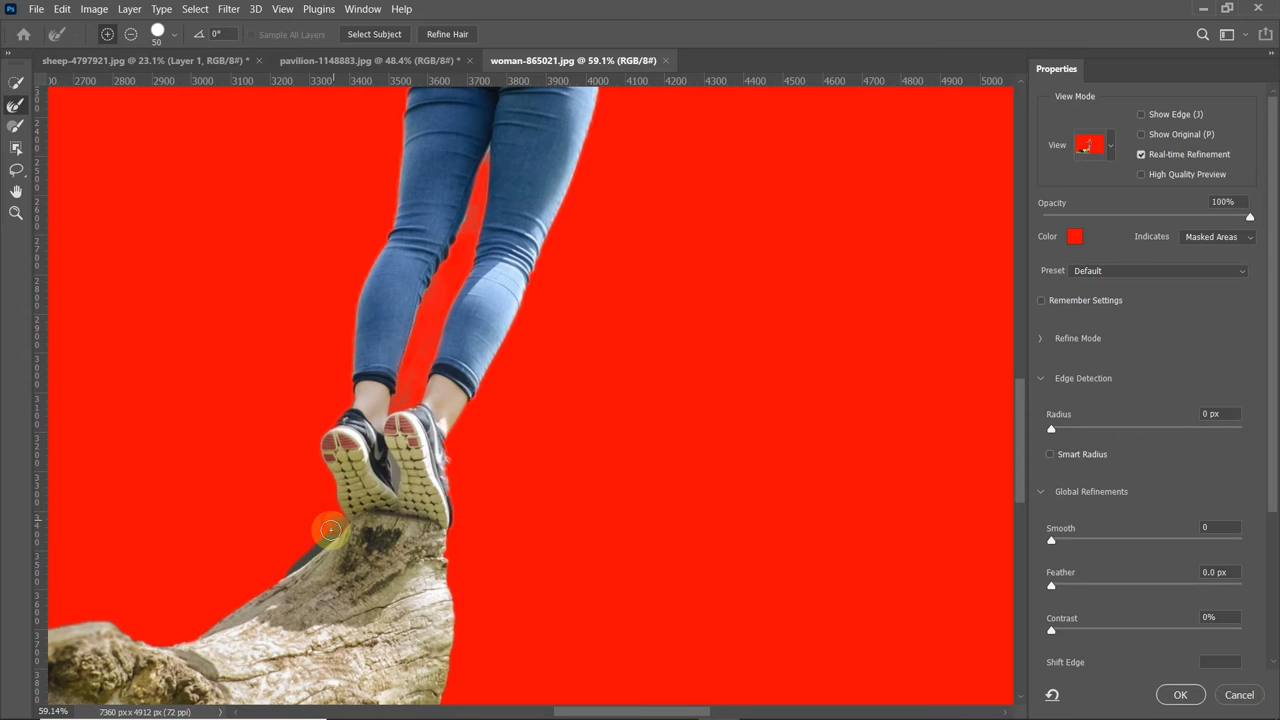 Ps File Edit Image Layer Type Select Filter 3D View Plugins Window Help
50 0° Sample All Layers Select Subject Refine Hair
sheep-4797921.jpg @ 23.1% (Layer 1, RGB/8#) * × pavilion-1148883.jpg @ 48.4% (RGB/8#) * × woman-865021.jpg @ 59.1% (RGB/8#) ×
2700 2800 2900 3000 3100 3200 3300 3400 3500 3600 3700 3800 3900 4000 4100 4200 4300 4400 4500 4600 4700 4800 4900 5000
Properties
View Mode
Show Edge (J)
Show Original (P)
View
Real-time Refinement
High Quality Preview
Opacity 100%
Color Indicates Masked Areas
Preset Default
Remember Settings
Refine Mode
Edge Detection
Radius 0 px
Smart Radius
Global Refinements
Smooth 0
Feather 0.0 px
Contrast 0%
Shift Edge
OK Cancel
59.14% 7360 px x 4912 px (72 ppi)